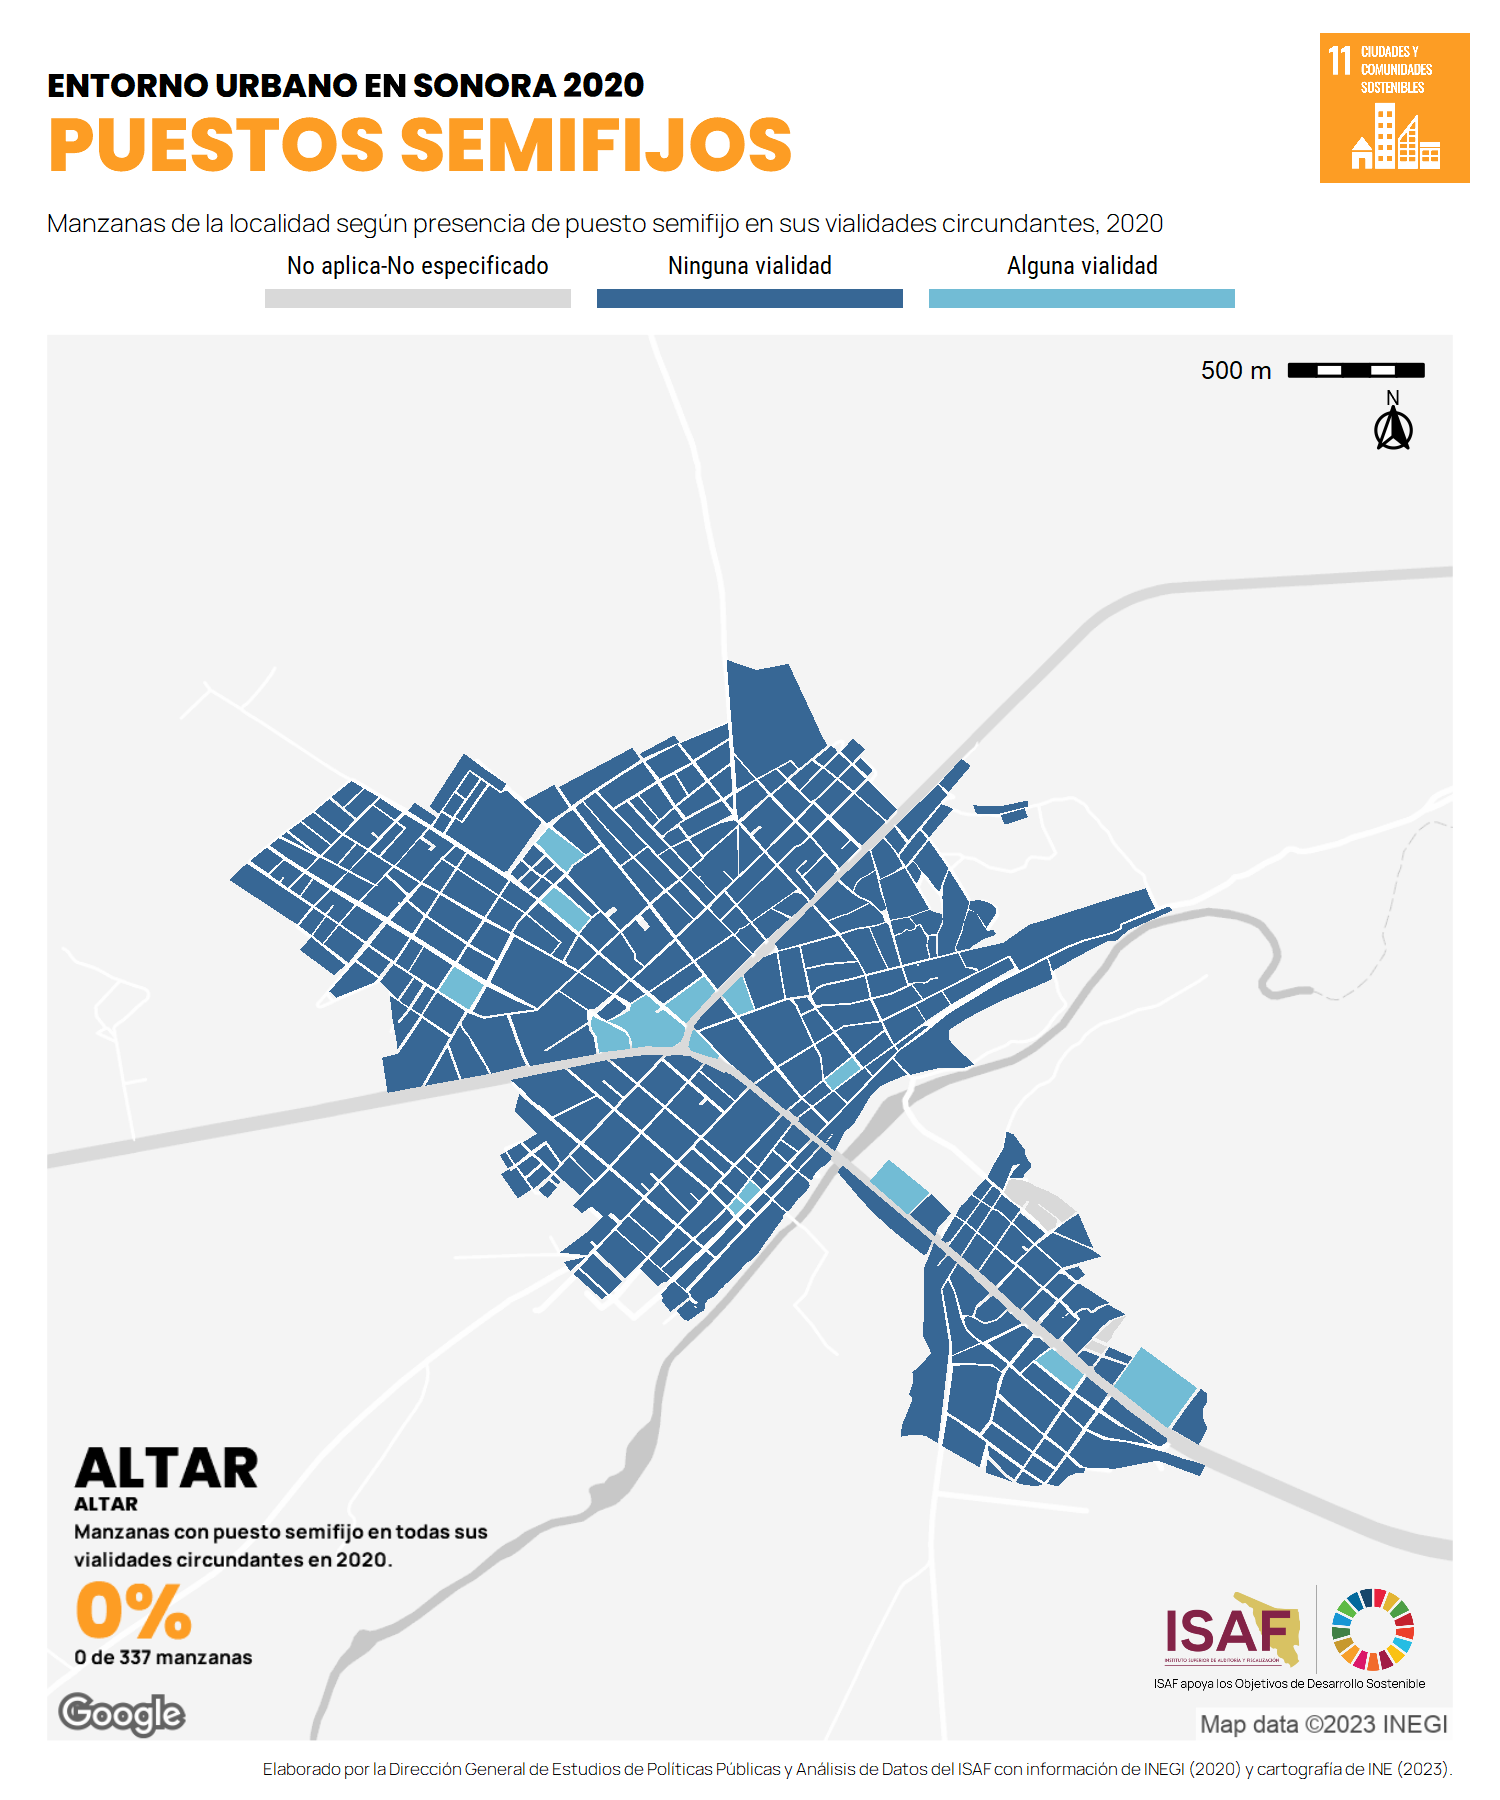 ENTORNO URBANO EN SONORA 2020
PUESTOS SEMIFIJOS
11 CIUDADES Y
COMUNIDADES
SOSTENIBLES
Manzanas de la localidad según presencia de puesto semifijo en sus vialidades circundantes, 2020
No aplica-No especificado
Ninguna vialidad
Alguna vialidad
500 m
N
ALTAR
ALTAR
Manzanas con puesto semifijo en todas sus
vialidades circundantes en 2020.
0%
0 de 337 manzanas
Google
ISAF
INSTITUTO SUPERIOR DE AUDITORÍA Y FISCALIZACIÓN
ISAF apoya los Objetivos de Desarrollo Sostenible
Map data ©2023 INEGI
Elaborado por la Dirección General de Estudios de Políticas Públicas y Análisis de Datos del ISAF con información de INEGI (2020) y cartografía de INE (2023).